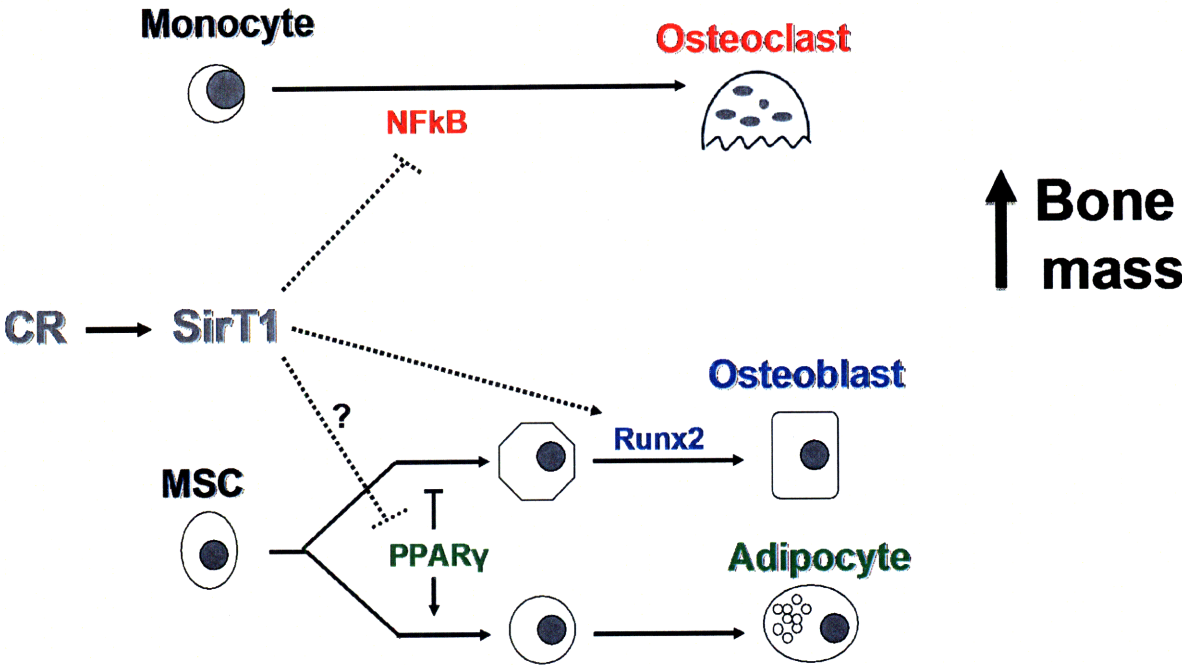 Monocyte
Osteoclast
NFkB
Bone
mass
CR
SirT1
Osteoblast
?
Runx2
MSC
PPARγ
Adipocyte